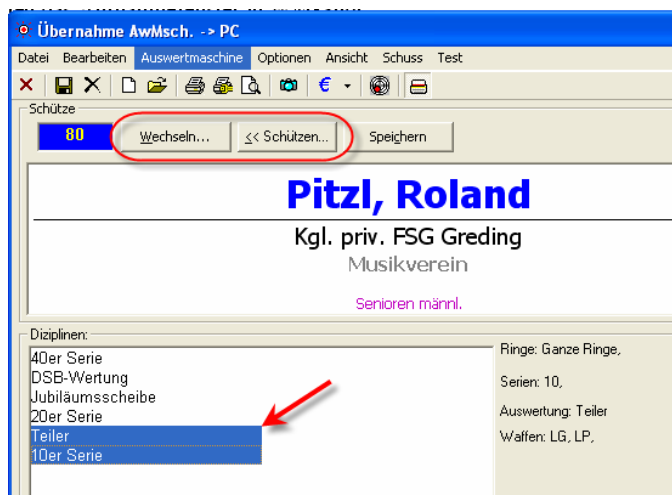 Übernahme AwMsch. -> PC
Datei Bearbeiten Auswertmaschine Optionen Ansicht Schuss Test
€
Schütze
80 Wechseln... << Schützen... Speichern
Pitzl, Roland
Kgl. priv. FSG Greding
Musikverein
Senioren männl.
Diziplinen:
40er Serie
DSB-Wertung
Jubiläumsscheibe
20er Serie
Teiler
10er Serie
Ringe: Ganze Ringe,
Serien: 10,
Auswertung: Teiler
Waffen: LG, LP,